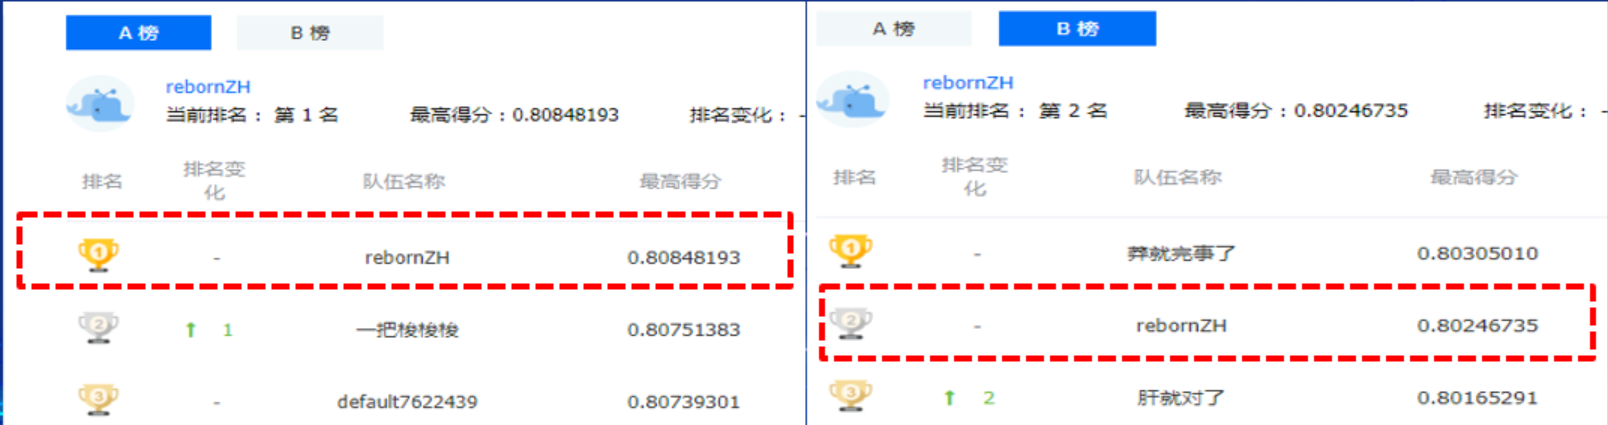 A 榜 B 榜
rebornZH
当前排名： 第 1 名 最高得分：0.80848193 排名变化： -
排名 排名变化 队伍名称 最高得分
1 - rebornZH 0.80848193
2 ↑ 1 一把梭梭梭 0.80751383
3 - default7622439 0.80739301
A 榜 B 榜
rebornZH
当前排名： 第 2 名 最高得分：0.80246735 排名变化： -
排名 排名变化 队伍名称 最高得分
1 - 莽就完事了 0.80305010
2 - rebornZH 0.80246735
3 ↑ 2 肝就对了 0.80165291